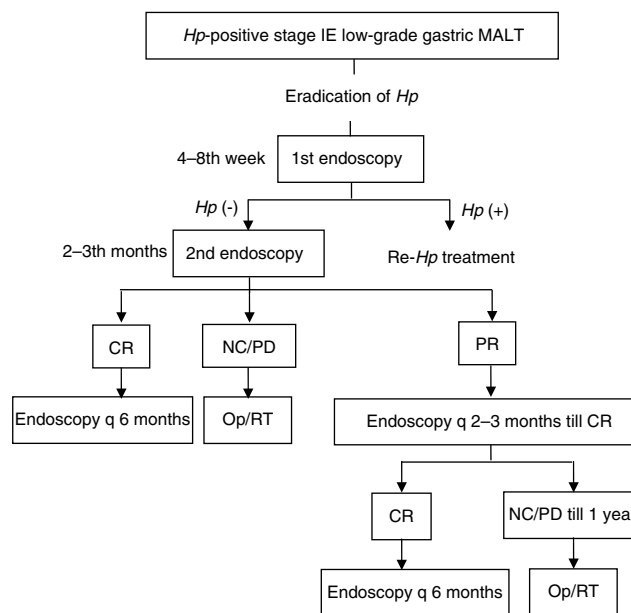 Hp-positive stage IE low-grade gastric MALT
Eradication of Hp
4–8th week
1st endoscopy
Hp (-)
Hp (+)
2–3th months
2nd endoscopy
Re-Hp treatment
CR
NC/PD
PR
Endoscopy q 6 months
Op/RT
Endoscopy q 2–3 months till CR
CR
NC/PD till 1 year
Endoscopy q 6 months
Op/RT